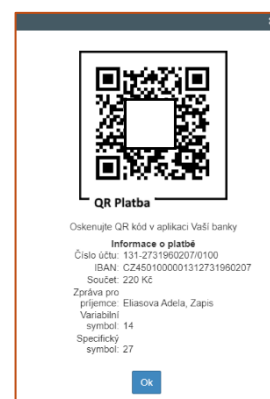 QR Platba
Oskenujte QR kód v aplikaci Vaší banky
Informace o platbě
Číslo účtu: 131-2731960207/0100
IBAN: CZ4501000001312731960207
Součet: 220 Kč
Zpráva pro
příjemce: Eliasova Adela, Zapis
Variabilní
symbol: 14
Specifický
symbol: 27
Ok